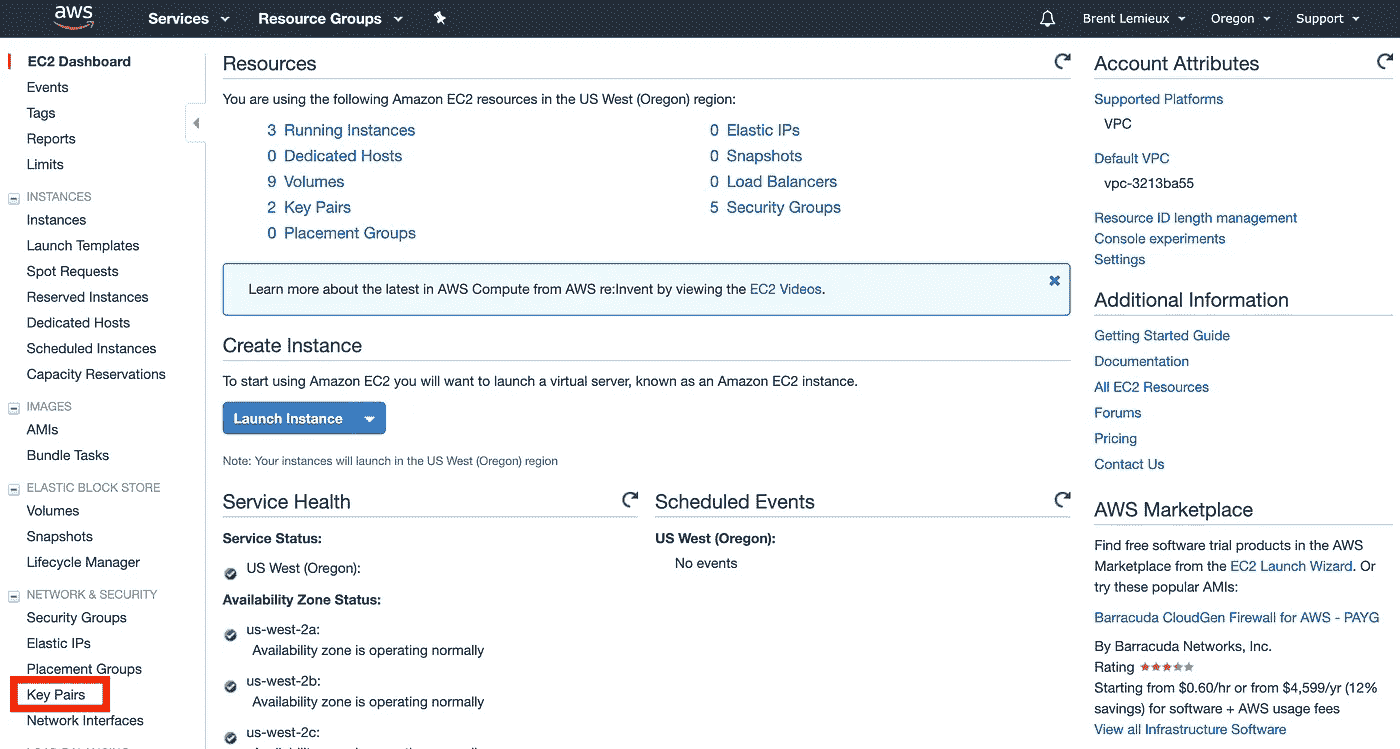 aws
Services
Resource Groups
Brent Lemieux
Oregon
Support
EC2 Dashboard
Events
Tags
Reports
Limits
INSTANCES
Instances
Launch Templates
Spot Requests
Reserved Instances
Dedicated Hosts
Scheduled Instances
Capacity Reservations
IMAGES
AMIs
Bundle Tasks
ELASTIC BLOCK STORE
Volumes
Snapshots
Lifecycle Manager
NETWORK & SECURITY
Security Groups
Elastic IPs
Placement Groups
Key Pairs
Network Interfaces
Resources
You are using the following Amazon EC2 resources in the US West (Oregon) region:
3 Running Instances
0 Dedicated Hosts
9 Volumes
2 Key Pairs
0 Placement Groups
0 Elastic IPs
0 Snapshots
0 Load Balancers
5 Security Groups
Learn more about the latest in AWS Compute from AWS re:Invent by viewing the EC2 Videos.
Create Instance
To start using Amazon EC2 you will want to launch a virtual server, known as an Amazon EC2 instance.
Launch Instance
Note: Your instances will launch in the US West (Oregon) region
Service Health
Service Status:
US West (Oregon):
Availability Zone Status:
us-west-2a:
Availability zone is operating normally
us-west-2b:
Availability zone is operating normally
us-west-2c:
Scheduled Events
US West (Oregon):
No events
Account Attributes
Supported Platforms
VPC
Default VPC
vpc-3213ba55
Resource ID length management
Console experiments
Settings
Additional Information
Getting Started Guide
Documentation
All EC2 Resources
Forums
Pricing
Contact Us
AWS Marketplace
Find free software trial products in the AWS
Marketplace from the EC2 Launch Wizard. Or
try these popular AMIs:
Barracuda CloudGen Firewall for AWS - PAYG
By Barracuda Networks, Inc.
Rating
Starting from $0.60/hr or from $4,599/yr (12%
savings) for software + AWS usage fees
View all Infrastructure Software